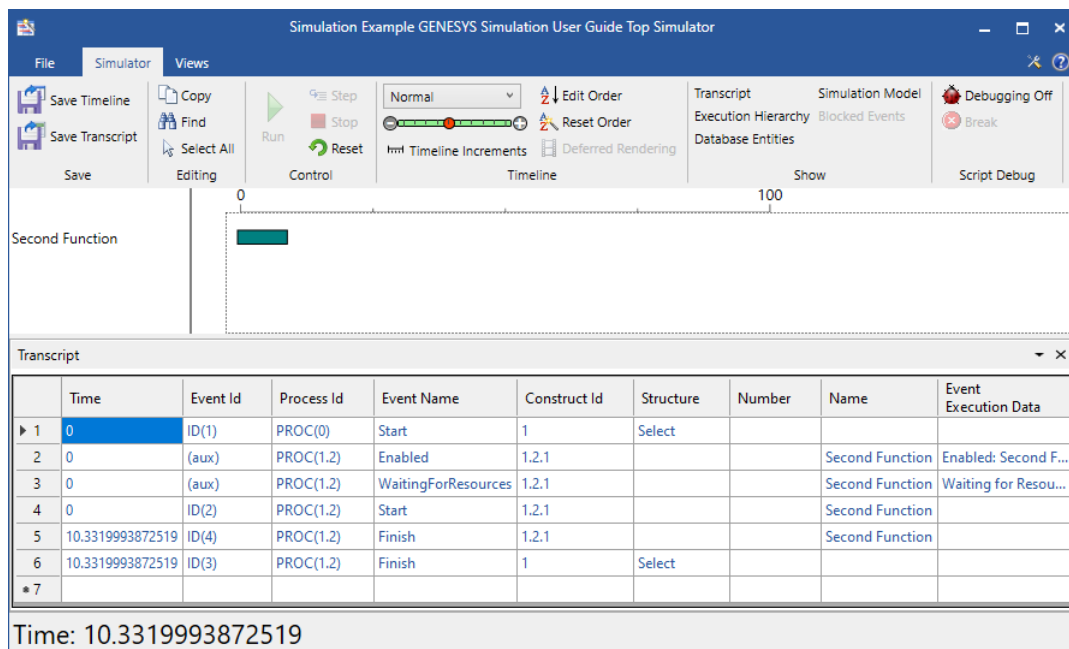 Simulation Example GENESYS Simulation User Guide Top Simulator
File Simulator Views
Save Timeline Copy Step Normal Edit Order Transcript Simulation Model Debugging Off
Save Transcript Find Run Stop Reset Order Execution Hierarchy Blocked Events Break
Select All Reset Timeline Increments Deferred Rendering Database Entities
Save Editing Control Timeline Show Script Debug
0 100
Second Function
Transcript
Time Event Id Process Id Event Name Construct Id Structure Number Name Event Execution Data
1 0 ID(1) PROC(0) Start 1 Select
2 0 (aux) PROC(1.2) Enabled 1.2.1 Second Function Enabled: Second F...
3 0 (aux) PROC(1.2) WaitingForResources 1.2.1 Second Function Waiting for Resou...
4 0 ID(2) PROC(1.2) Start 1.2.1 Second Function
5 10.3319993872519 ID(4) PROC(1.2) Finish 1.2.1 Second Function
6 10.3319993872519 ID(3) PROC(1.2) Finish 1 Select
* 7
Time: 10.3319993872519